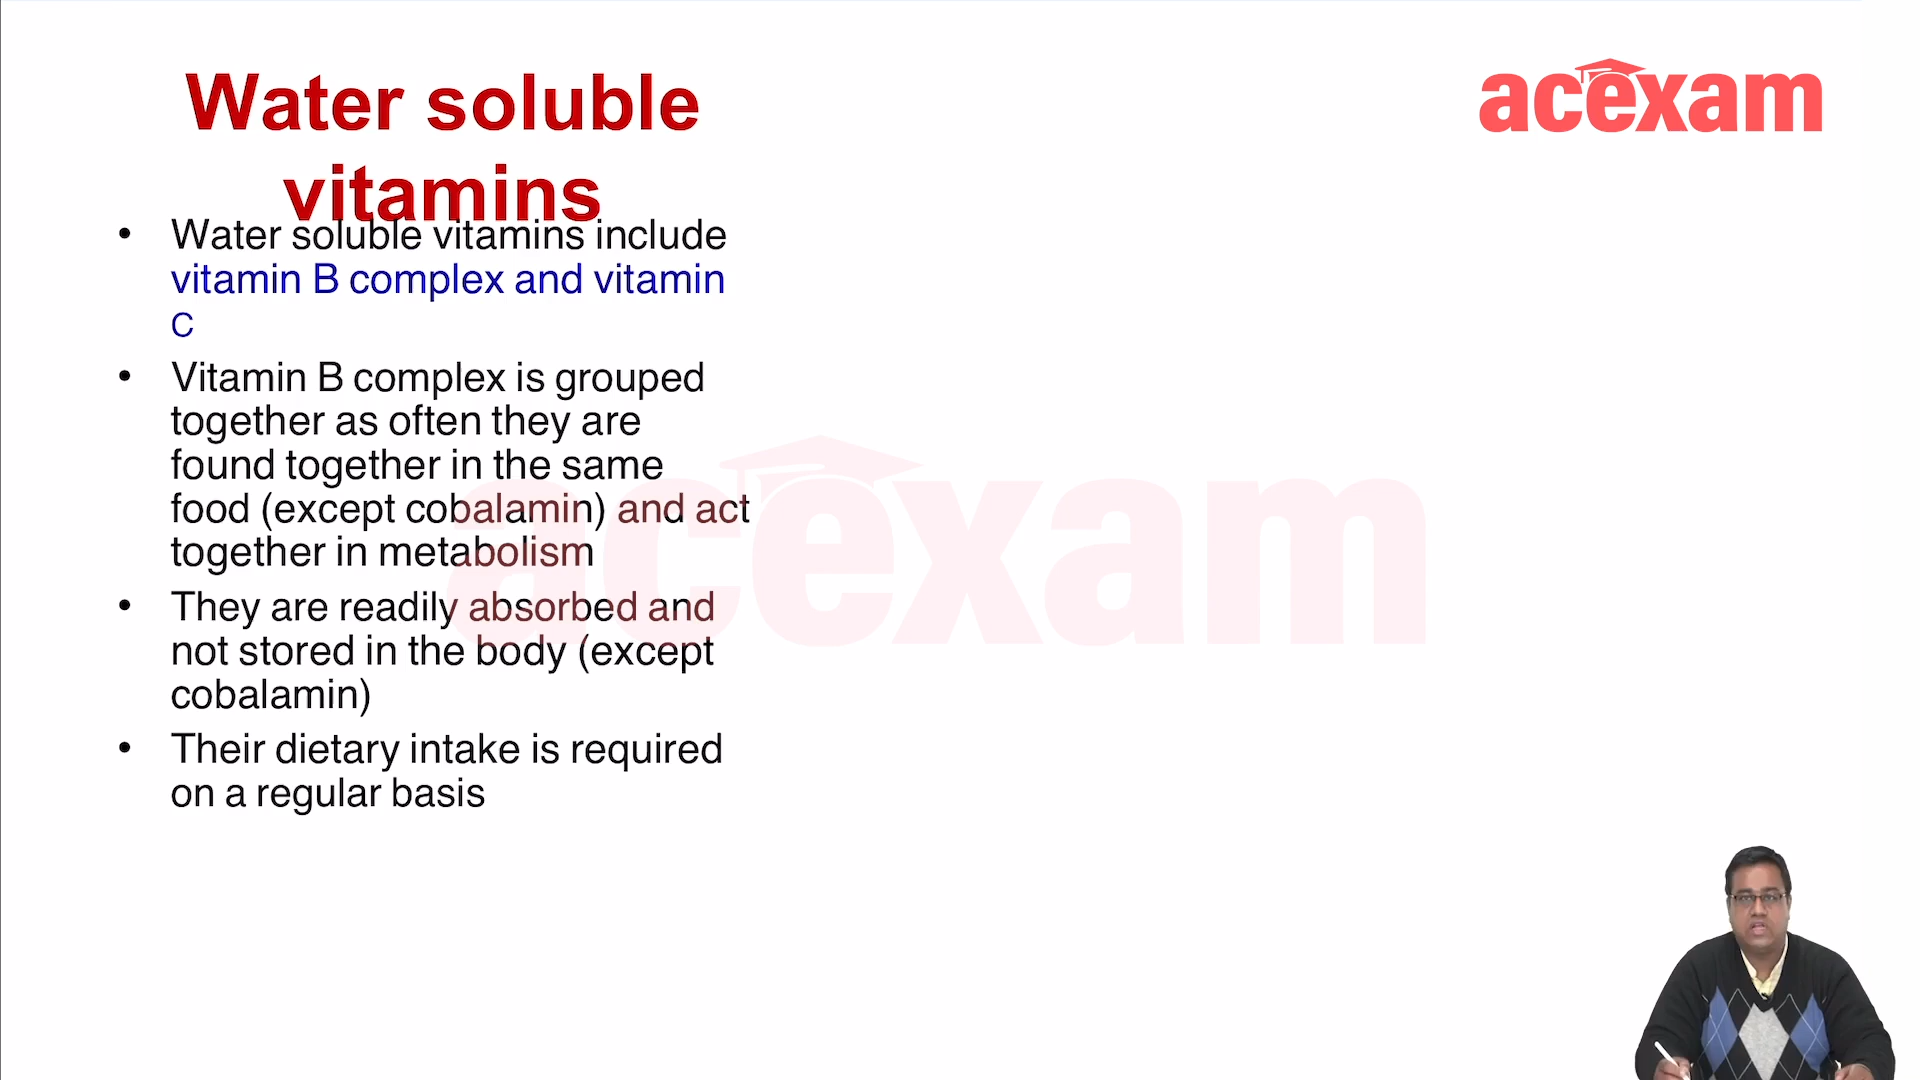 Water soluble
vitamins
acexam
• Water soluble vitamins include
vitamin B complex and vitamin
C
• Vitamin B complex is grouped
together as often they are
found together in the same
food (except cobalamin) and act
together in metabolism
• They are readily absorbed and
not stored in the body (except
cobalamin)
• Their dietary intake is required
on a regular basis
acexam